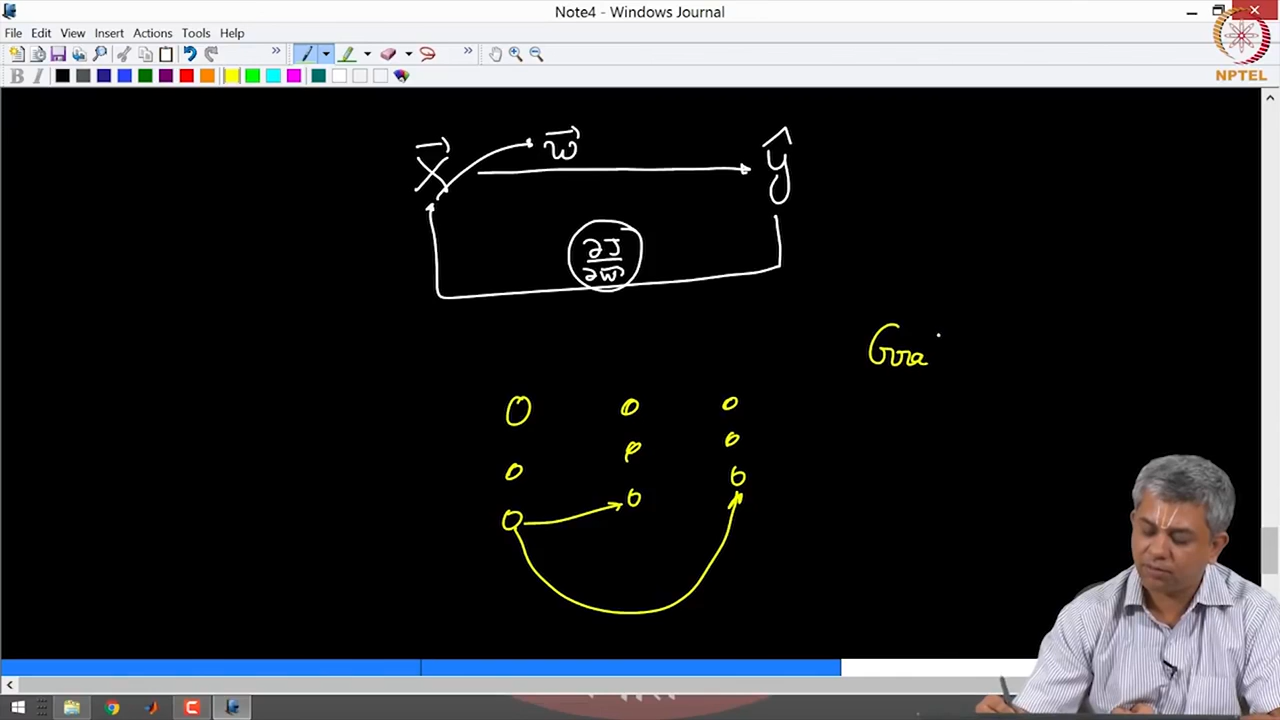 Note4 - Windows Journal
File Edit View Insert Actions Tools Help
NPTEL
B I
X⃗ w⃗ ŷ
∂J
∂w⃗
Gra